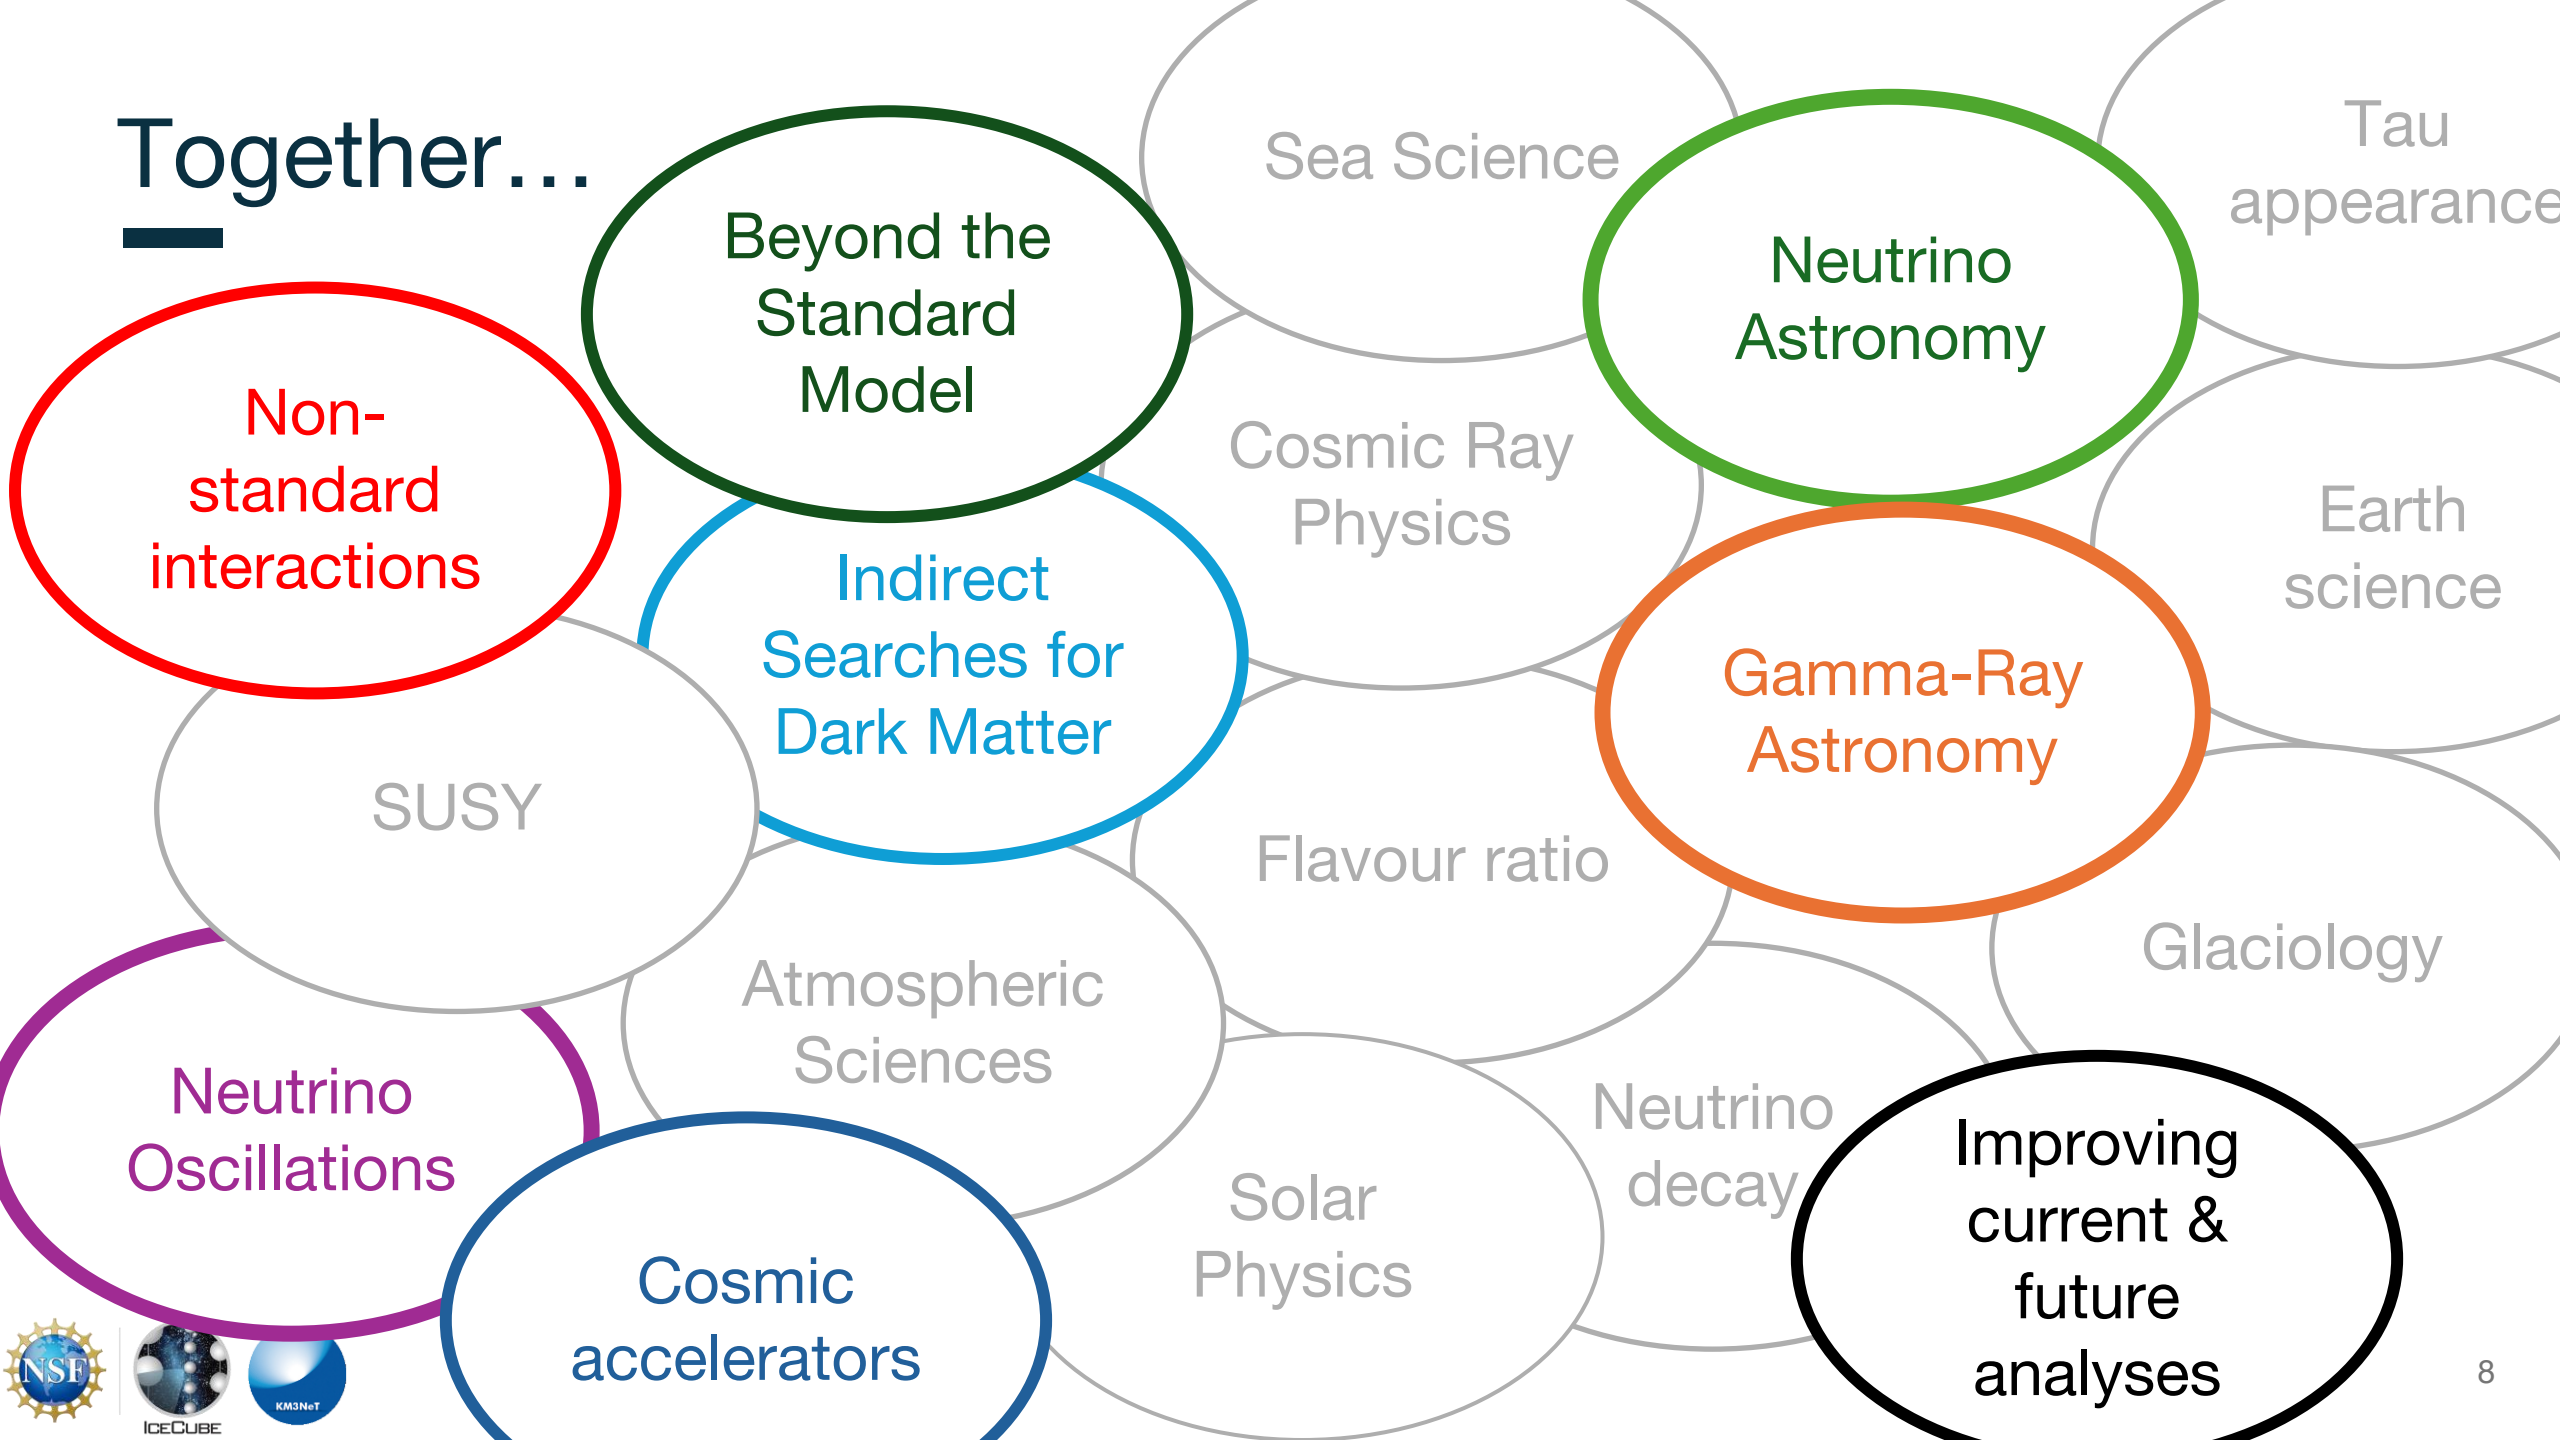 Together…
Sea Science
Tau
appearance
Beyond the
Standard
Model
Neutrino
Astronomy
Non-
standard
interactions
Cosmic Ray
Physics
Earth
science
Indirect
Searches for
Dark Matter
Gamma-Ray
Astronomy
SUSY
Flavour ratio
Glaciology
Atmospheric
Sciences
Neutrino
Oscillations
Neutrino
decay
Solar
Physics
Improving
current &
future
analyses
Cosmic
accelerators
NSF
ICECUBE
KM3NeT
8